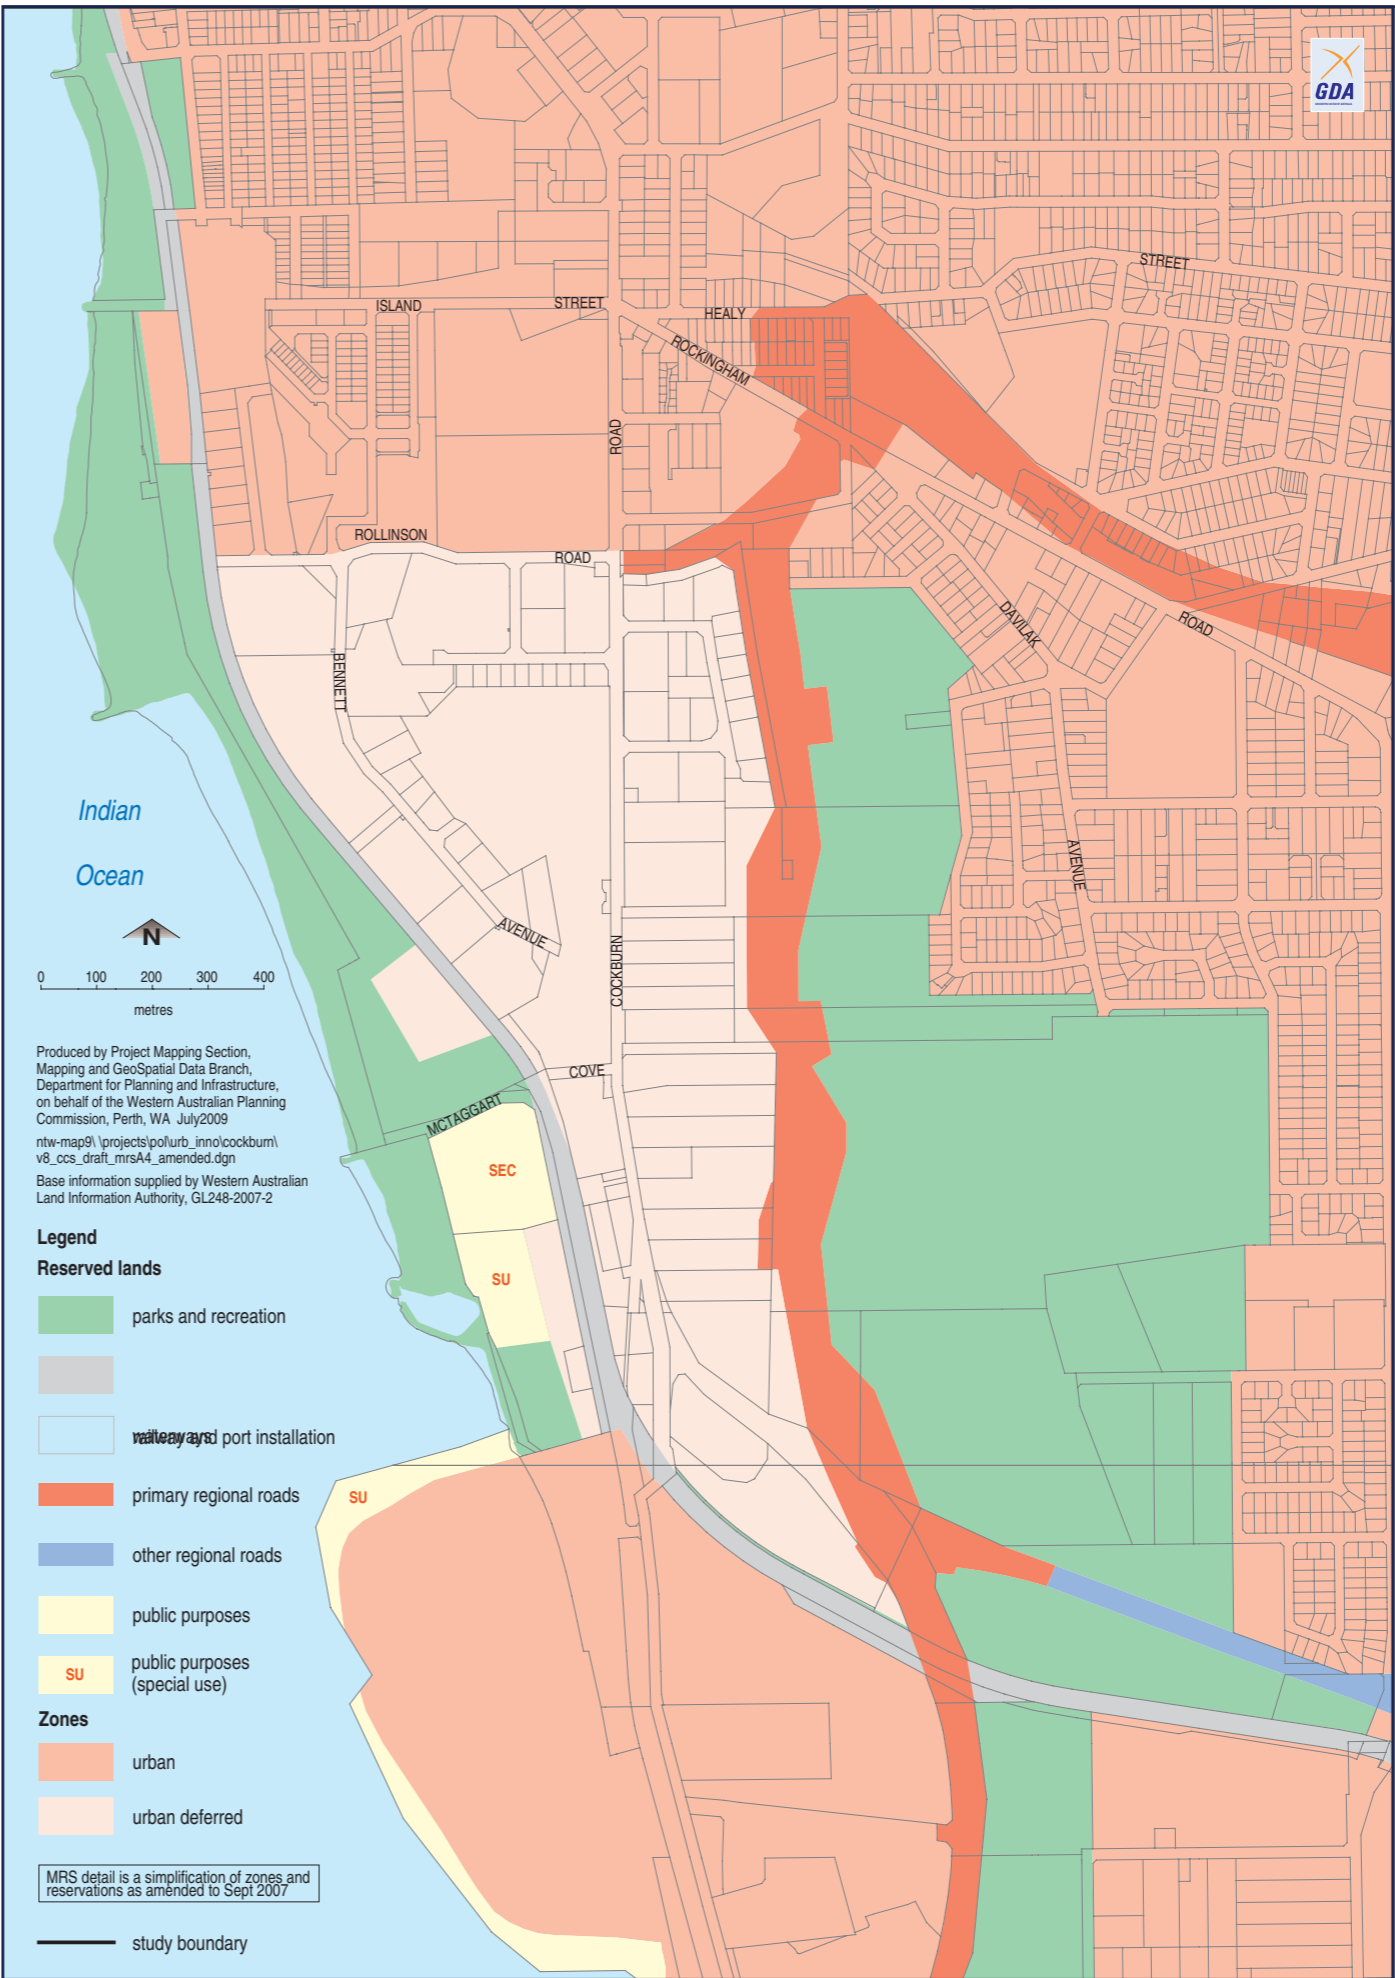 GDA
STREET
ISLAND
STREET
HEALY
ROCKINGHAM
ROAD
ROLLINSON
ROAD
DAVILAK
ROAD
BENNETT
AVENUE
AVENUE
COCKBURN
COVE
MCTAGGART
SEC
SU
SU
Indian
Ocean
N
0 100 200 300 400
metres
Produced by Project Mapping Section,
Mapping and GeoSpatial Data Branch,
Department for Planning and Infrastructure,
on behalf of the Western Australian Planning
Commission, Perth, WA July2009
ntw-map9\ \projects\pol\urb_inno\cockburn\
v8_ccs_draft_mrsA4_amended.dgn
Base information supplied by Western Australian
Land Information Authority, GL248-2007-2
Legend
Reserved lands
parks and recreation
waterways
railway and port installation
primary regional roads
other regional roads
public purposes
SU public purposes
(special use)
Zones
urban
urban deferred
MRS detail is a simplification of zones and
reservations as amended to Sept 2007
study boundary